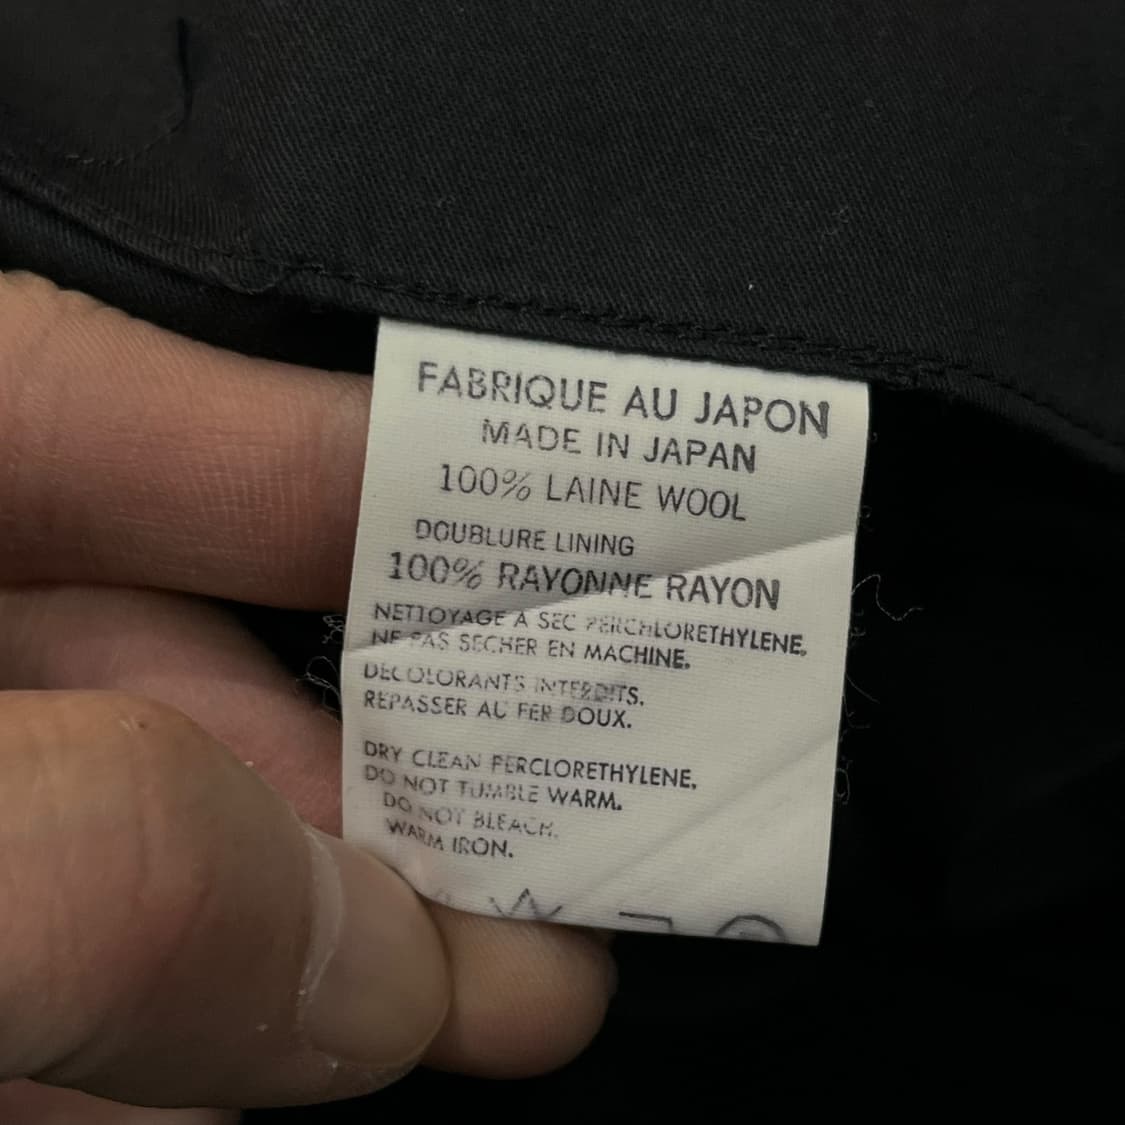 FABRIQUE AU JAPON
MADE IN JAPAN
100% LAINE WOOL
DOUBLURE LINING
100% RAYONNE RAYON
NETTOYAGE A SEC PERCHLORETHYLENE.
NE PAS SECHER EN MACHINE.
DECOLORANTS INTERDITS.
REPASSER AU FER DOUX.
DRY CLEAN PERCLORETHYLENE.
DO NOT TUMBLE WARM.
DO NOT BLEACH.
WARM IRON.